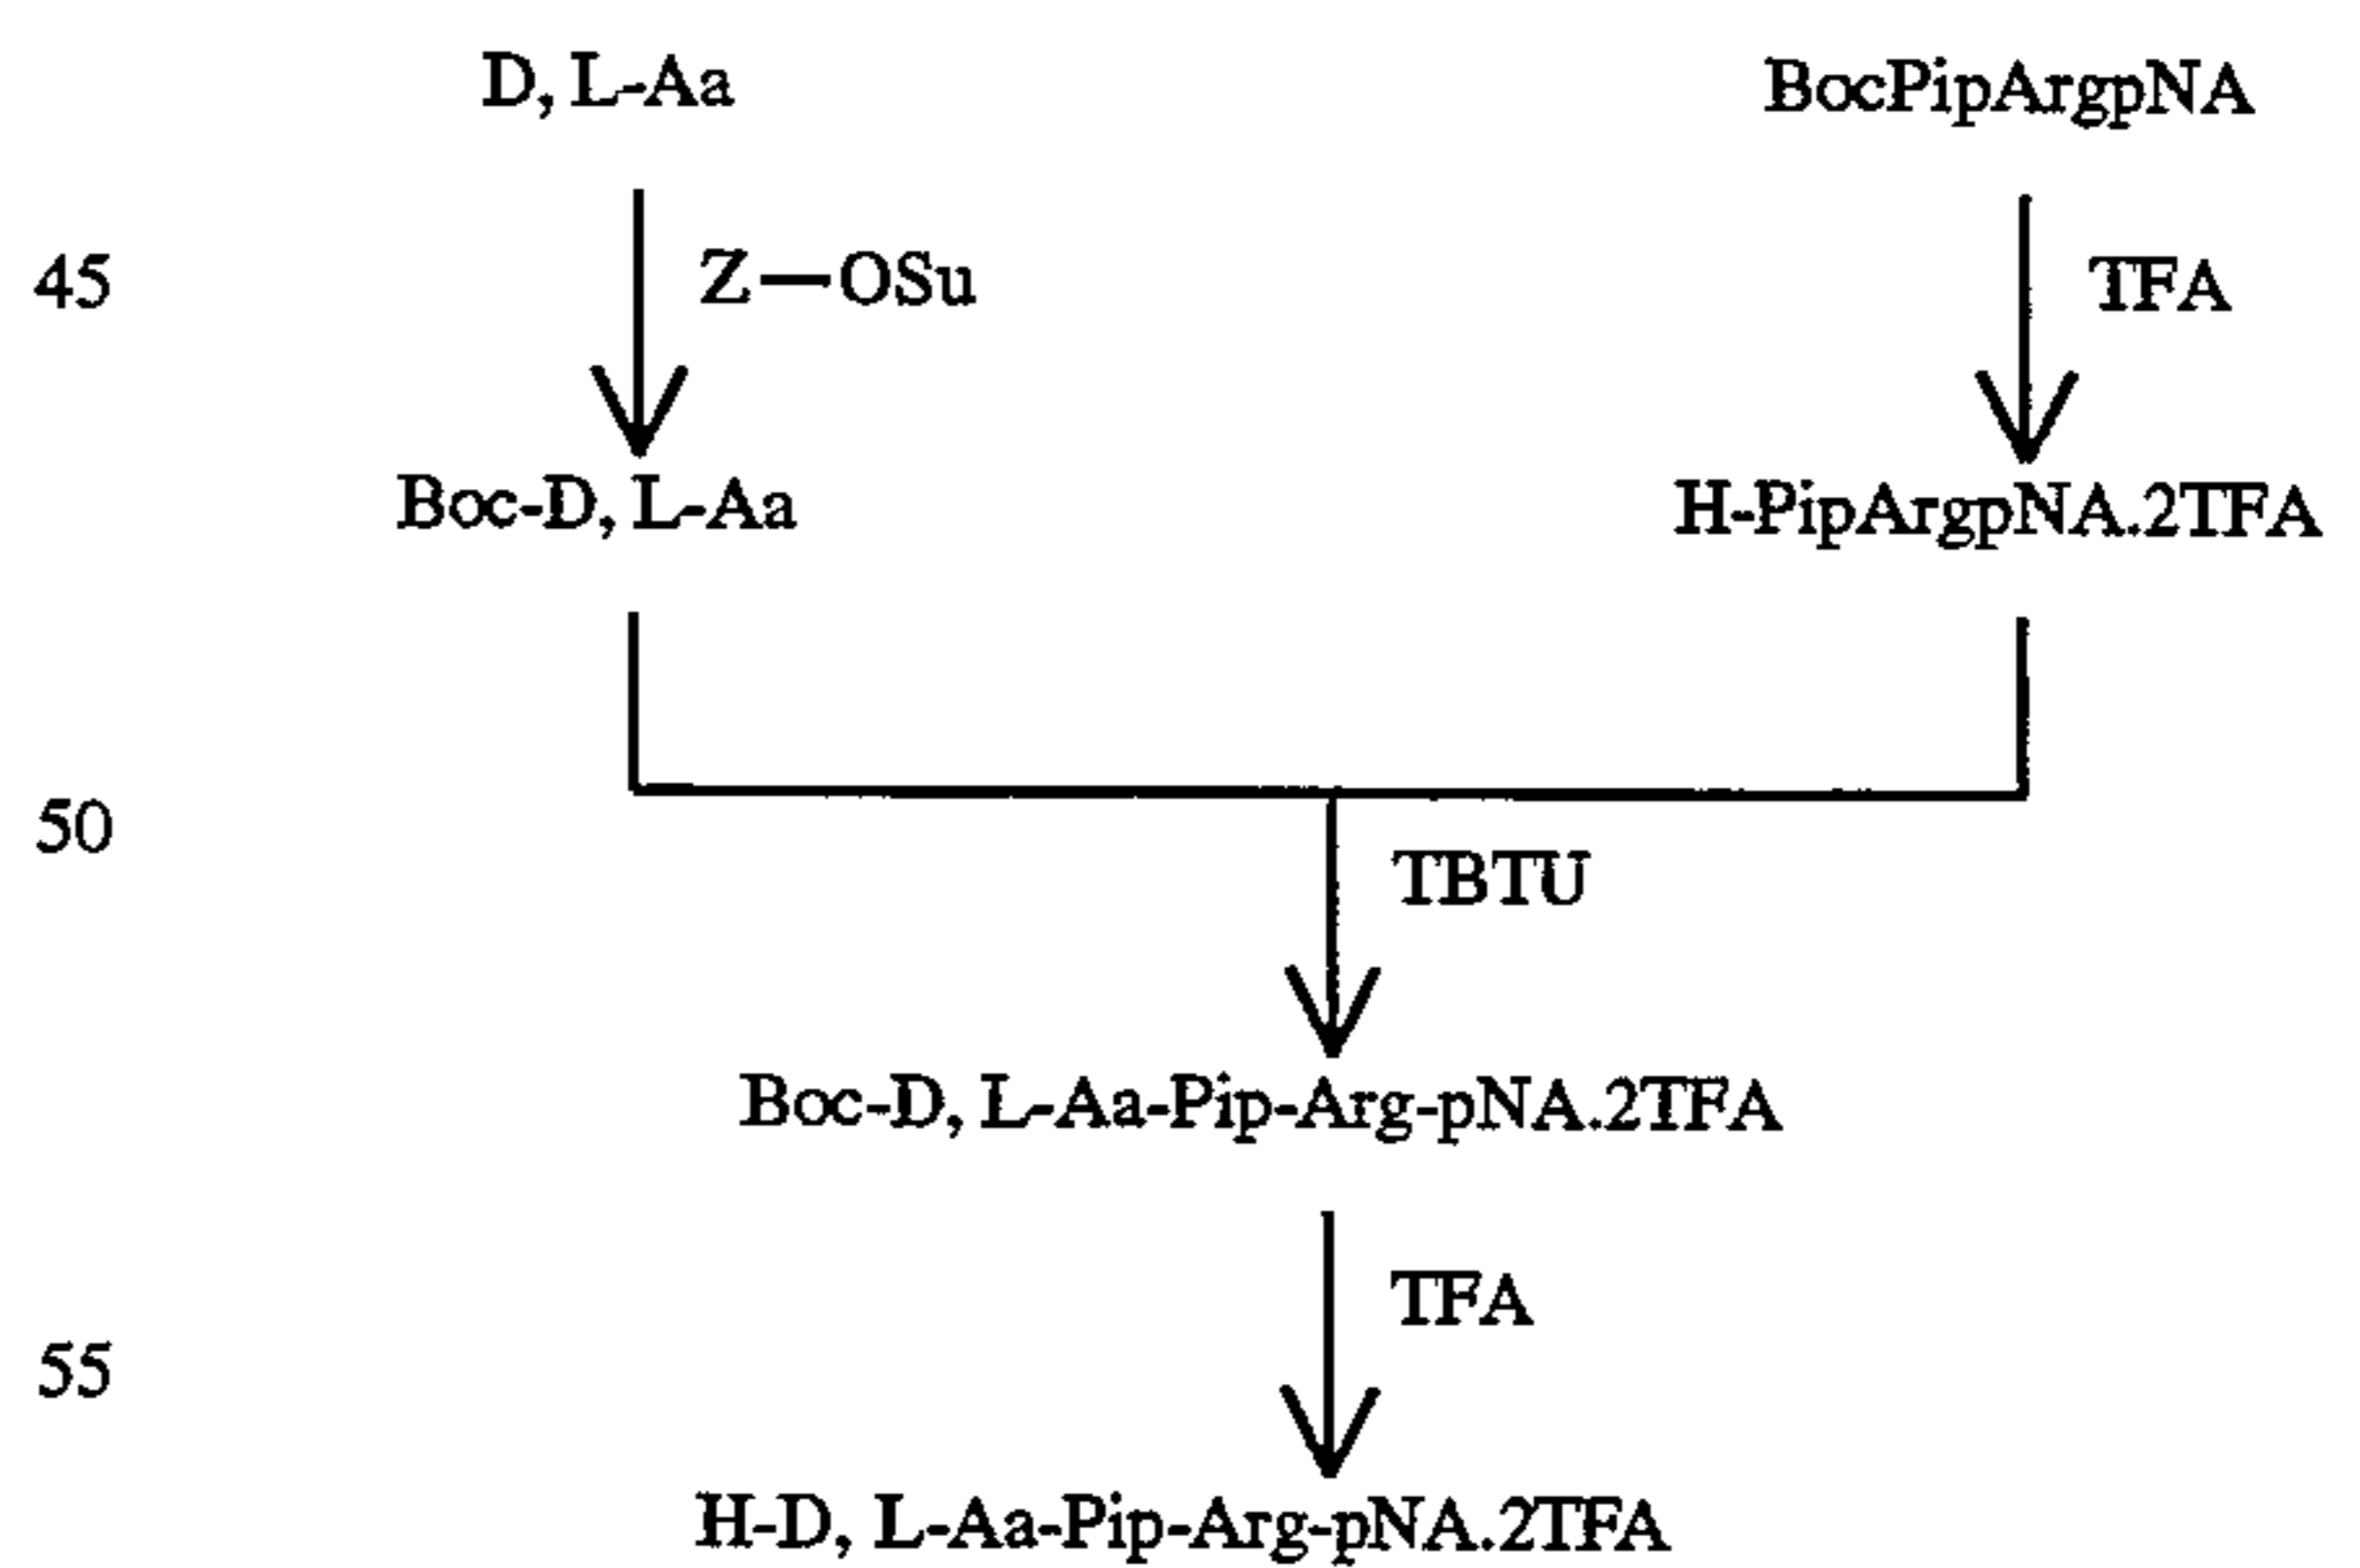 D, L-Aa BocPipArgpNA
45 Z—OSu TFA
Boc-D, L-Aa H-PipArgpNA.2TFA
50 TBTU
Boc-D, L-Aa-Pip-Arg-pNA.2TFA
55 TFA
H-D, L-Aa-Pip-Arg-pNA.2TFA